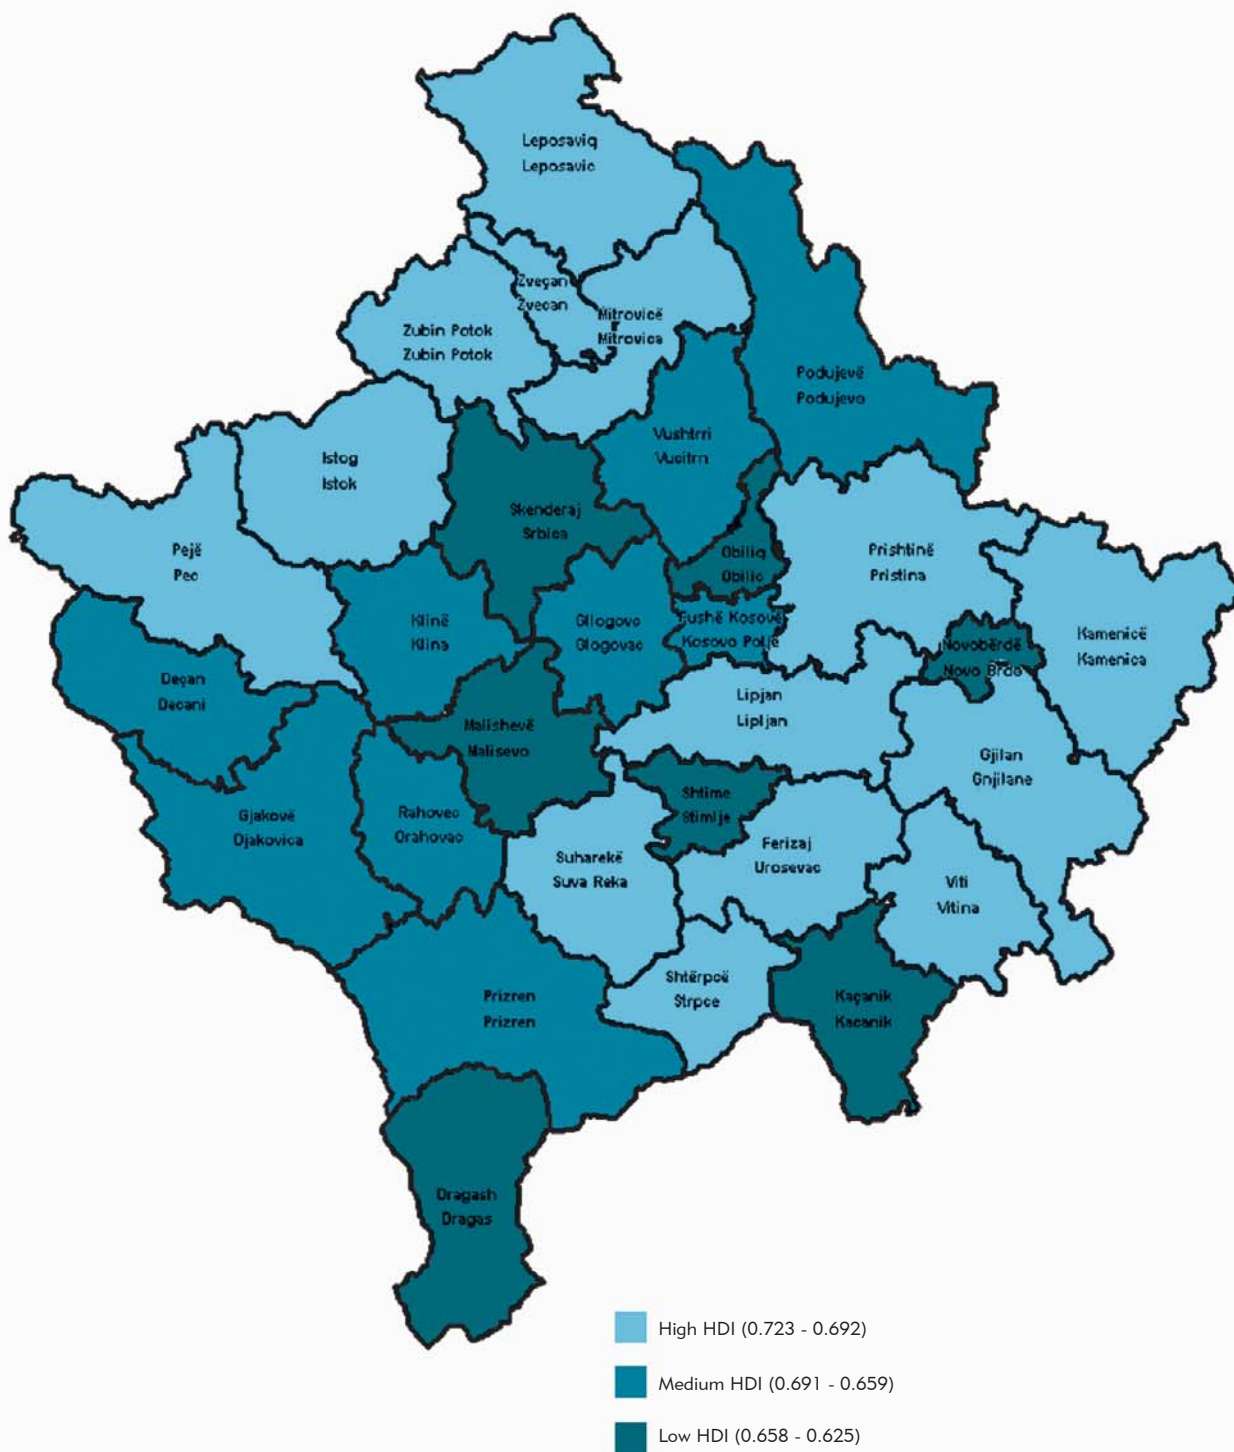 Leposaviq
Leposavic
Zveçan
Zvecan
Mitrovicë
Mitrovica
Zubin Potok
Zubin Potok
Podujevë
Podujevo
Vushtrri
Vucitrn
Istog
Istok
Skenderaj
Srbica
Pejë
Pec
Obiliq
Obilic
Prishtinë
Pristina
Klinë
Klina
Gllogovc
Glogovac
Fushë Kosovë
Kosovo Polje
Novobërdë
Novo Brdo
Kamenicë
Kamenica
Deçan
Decani
Lipjan
Lipljan
Malishevë
Malisevo
Gjilan
Gnjilane
Shtime
Stimlje
Gjakovë
Djakovica
Rahovec
Orahovac
Ferizaj
Urosevac
Suharekë
Suva Reka
Viti
Vitina
Shtërpcë
Strpce
Kaçanik
Kacanik
Prizren
Prizren
Dragash
Dragas
High HDI (0.723 - 0.692)
Medium HDI (0.691 - 0.659)
Low HDI (0.658 - 0.625)